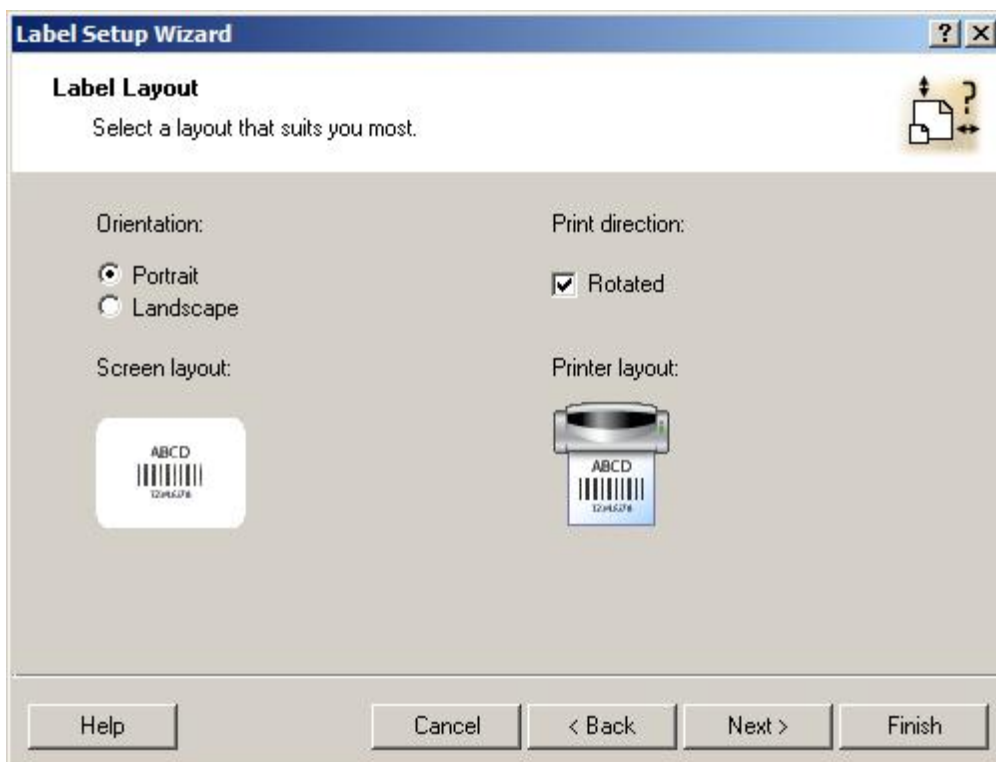 Label Setup Wizard
Label Layout
Select a layout that suits you most.
Orientation:
Print direction:
Portrait
Rotated
Landscape
Screen layout:
Printer layout:
ABCD
ABCD
Help
Cancel
< Back
Next >
Finish